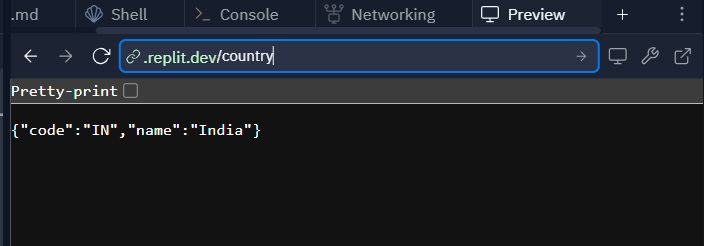 .md Shell Console Networking Preview
.replit.dev/country
Pretty-print
{"code":"IN","name":"India"}